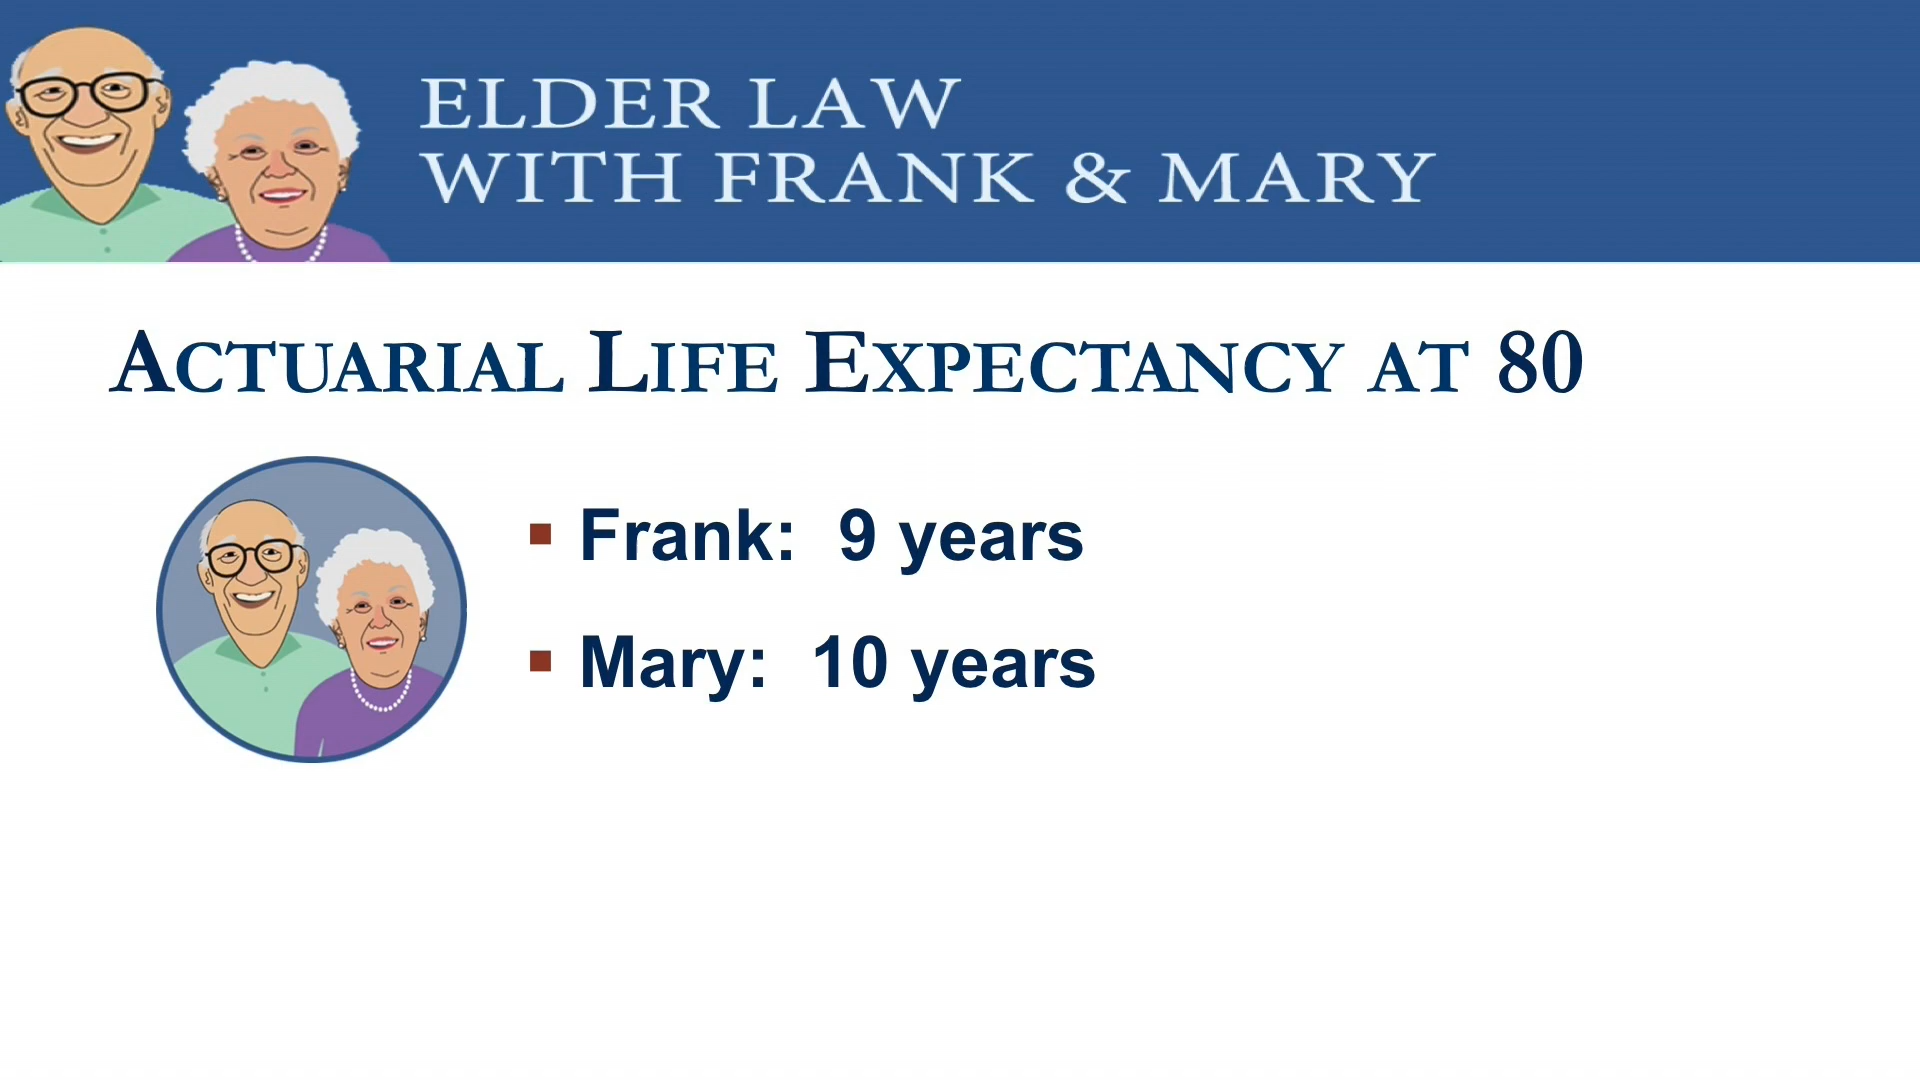 ELDER LAW
WITH FRANK & MARY
ACTUARIAL LIFE EXPECTANCY AT 80
▪ Frank: 9 years
▪ Mary: 10 years